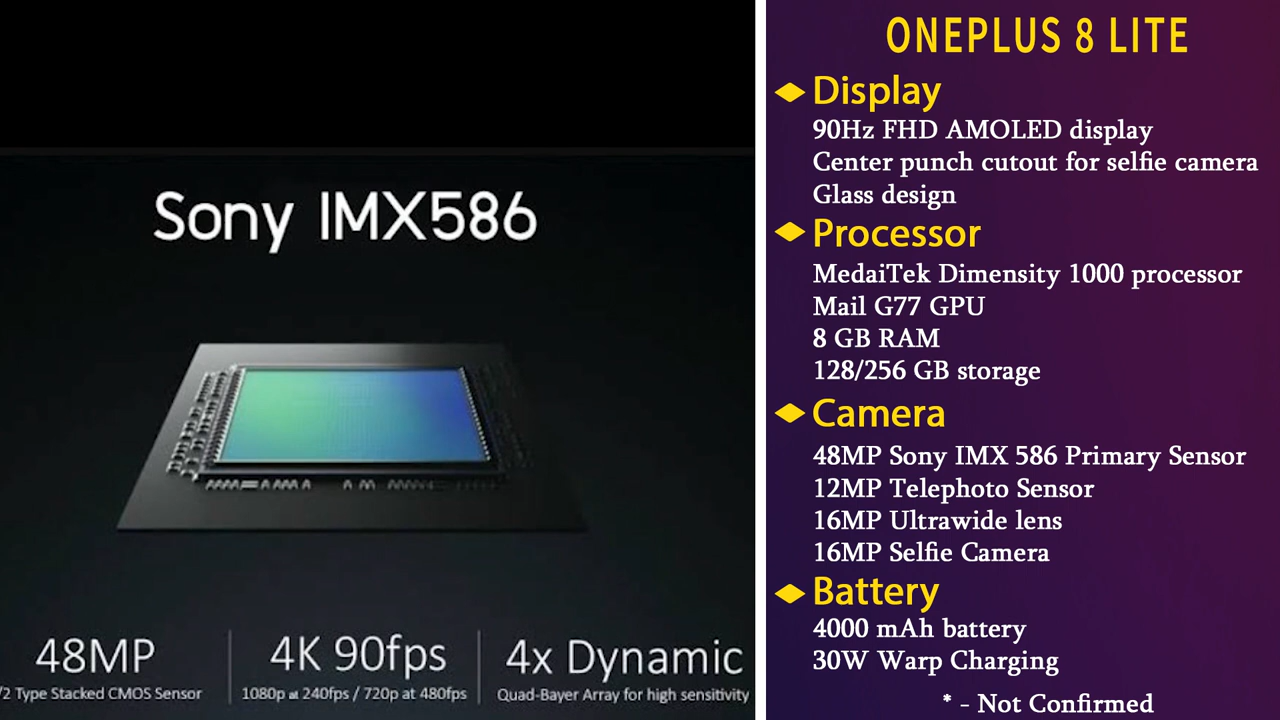 Sony IMX586
48MP
/2 Type Stacked CMOS Sensor
4K 90fps
1080p at 240fps / 720p at 480fps
4x Dynamic
Quad-Bayer Array for high sensitivity
ONEPLUS 8 LITE
Display
90Hz FHD AMOLED display
Center punch cutout for selfie camera
Glass design
Processor
MedaiTek Dimensity 1000 processor
Mail G77 GPU
8 GB RAM
128/256 GB storage
Camera
48MP Sony IMX 586 Primary Sensor
12MP Telephoto Sensor
16MP Ultrawide lens
16MP Selfie Camera
Battery
4000 mAh battery
30W Warp Charging
* - Not Confirmed